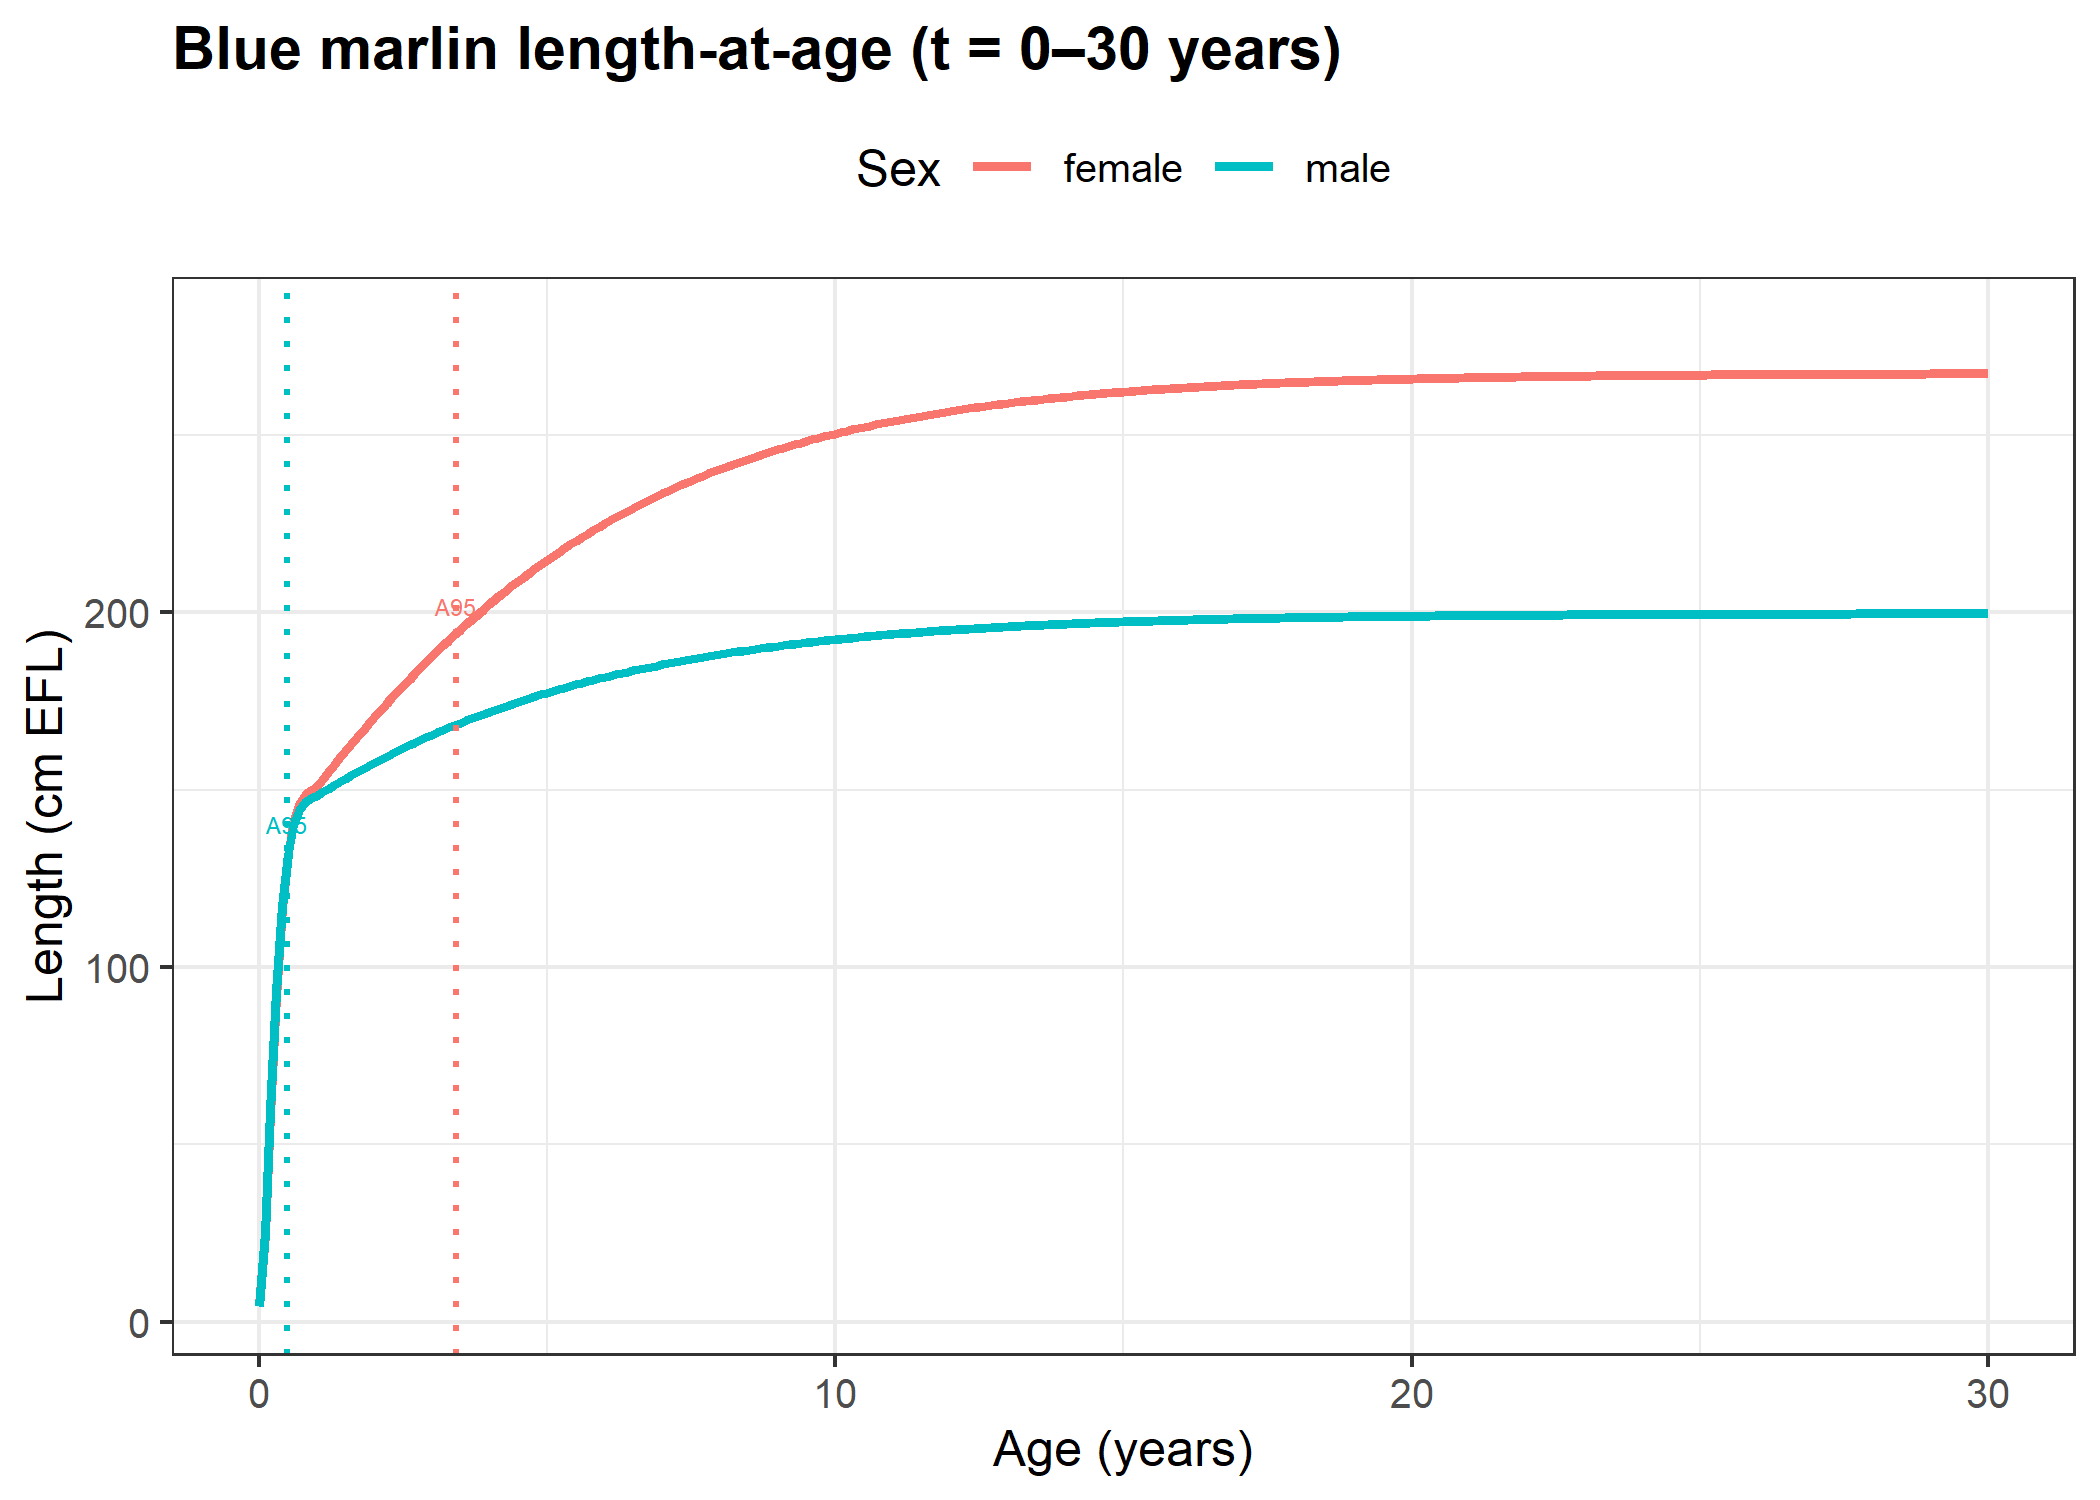 Blue marlin length-at-age (t = 0–30 years)
Sex female male
Length (cm EFL)
200
100
0
A95
A95
0 10 20 30
Age (years)